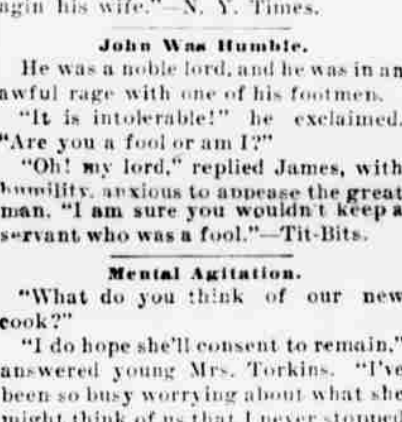 agin his wife."—N. Y. Times.
John Was Humble.
He was a noble lord, and he was in an
awful rage with one of his footmen.
"It is intolerable!" he exclaimed.
"Are you a fool or am I?"
"Oh! my lord," replied James, with
humility, anxious to appease the great
man. "I am sure you wouldn't keep a
servant who was a fool."—Tit-Bits.
Mental Agitation.
"What do you think of our new
cook?"
"I do hope she'll consent to remain,"
answered young Mrs. Torkins. "I've
been so busy worrying about what she
might think of us that I never stopped